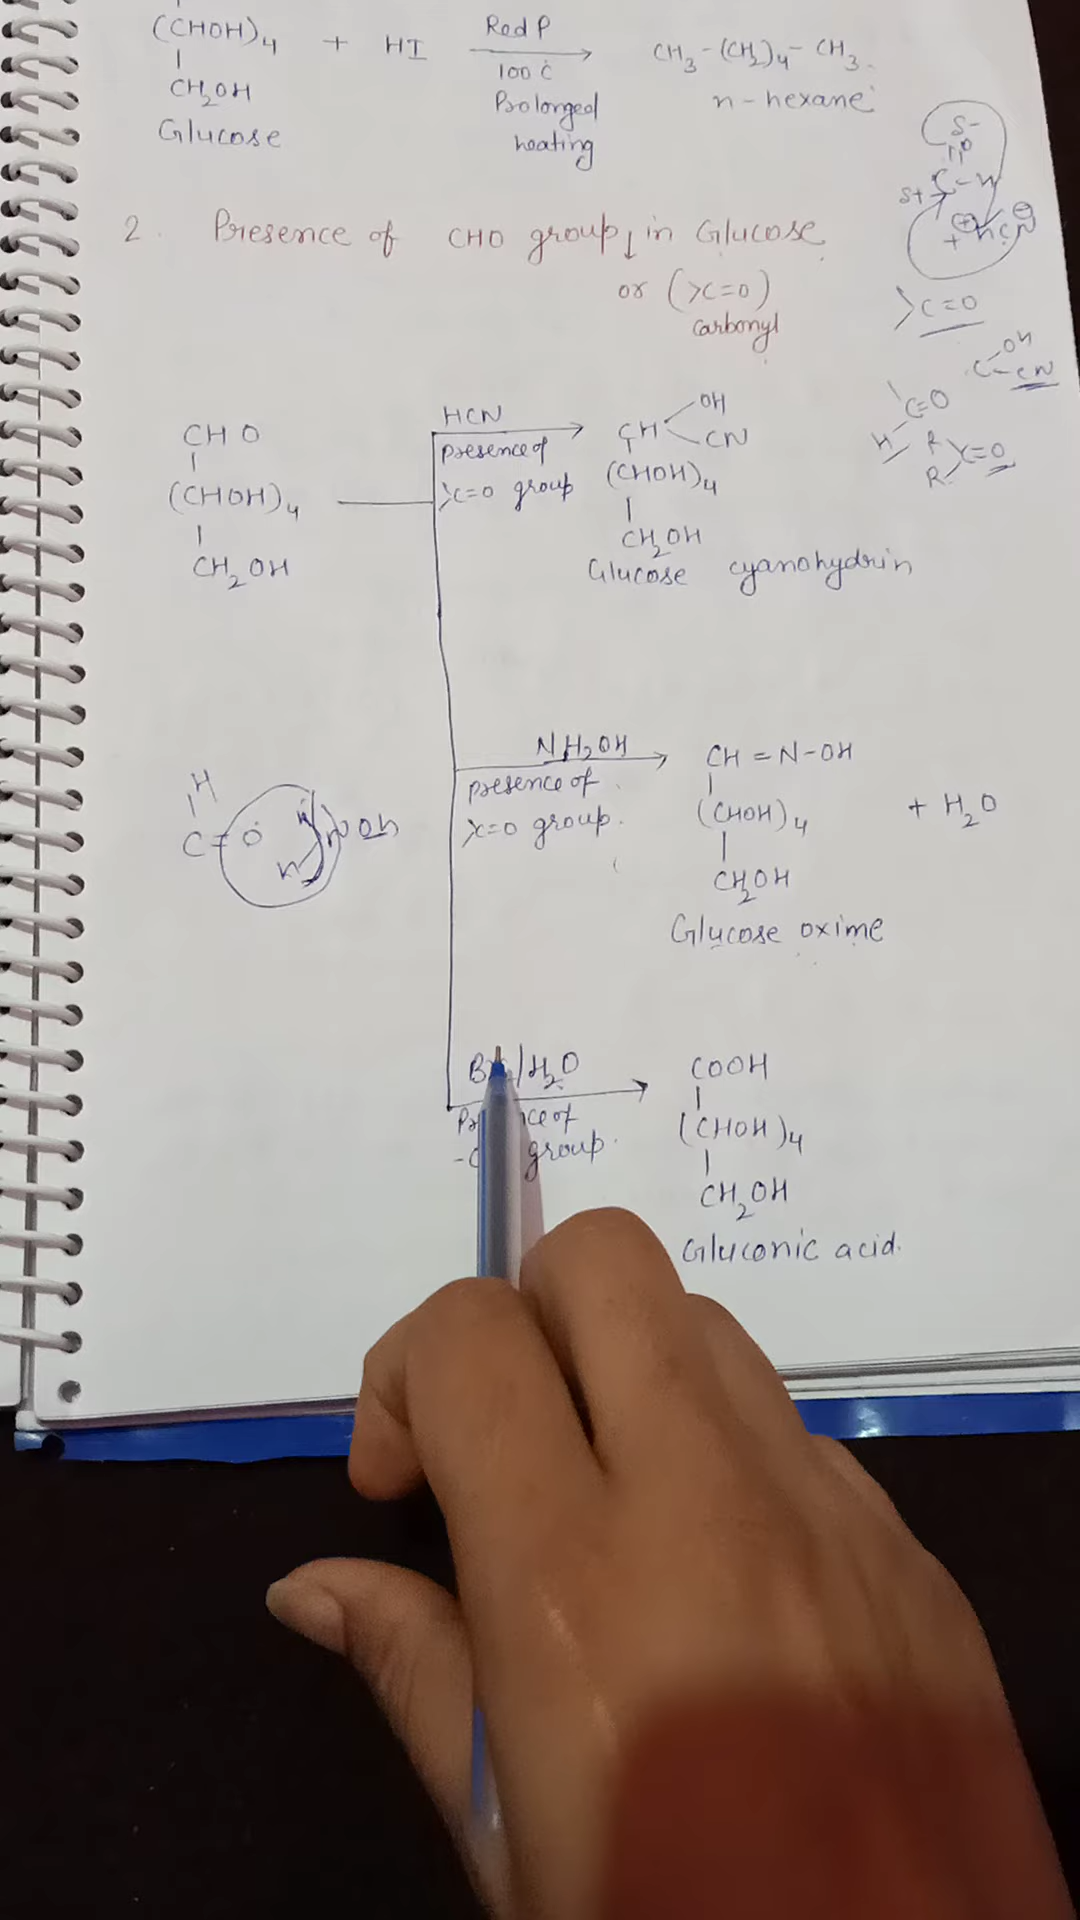 (CHOH)4 + HI Red P CH3-(CH2)4-CH3.
CH2OH 100°C n-hexane
Glucose Prolonged
heating
2. Presence of CHO group↓ in Glucose.
or (>C=O)
carbonyl
>C=O
C OH
CN
C=O
H
R
R >C=O
CHO
(CHOH)4
CH2OH
HCN
presence of
>C=O group
CH OH
CN
(CHOH)4
CH2OH
Glucose cyanohydrin
NH2OH
presence of
>C=O group.
CH=N-OH
(CHOH)4 + H2O
CH2OH
Glucose oxime
H
C=O
/H2O
group.
COOH
(CHOH)4
CH2OH
Gluconic acid.